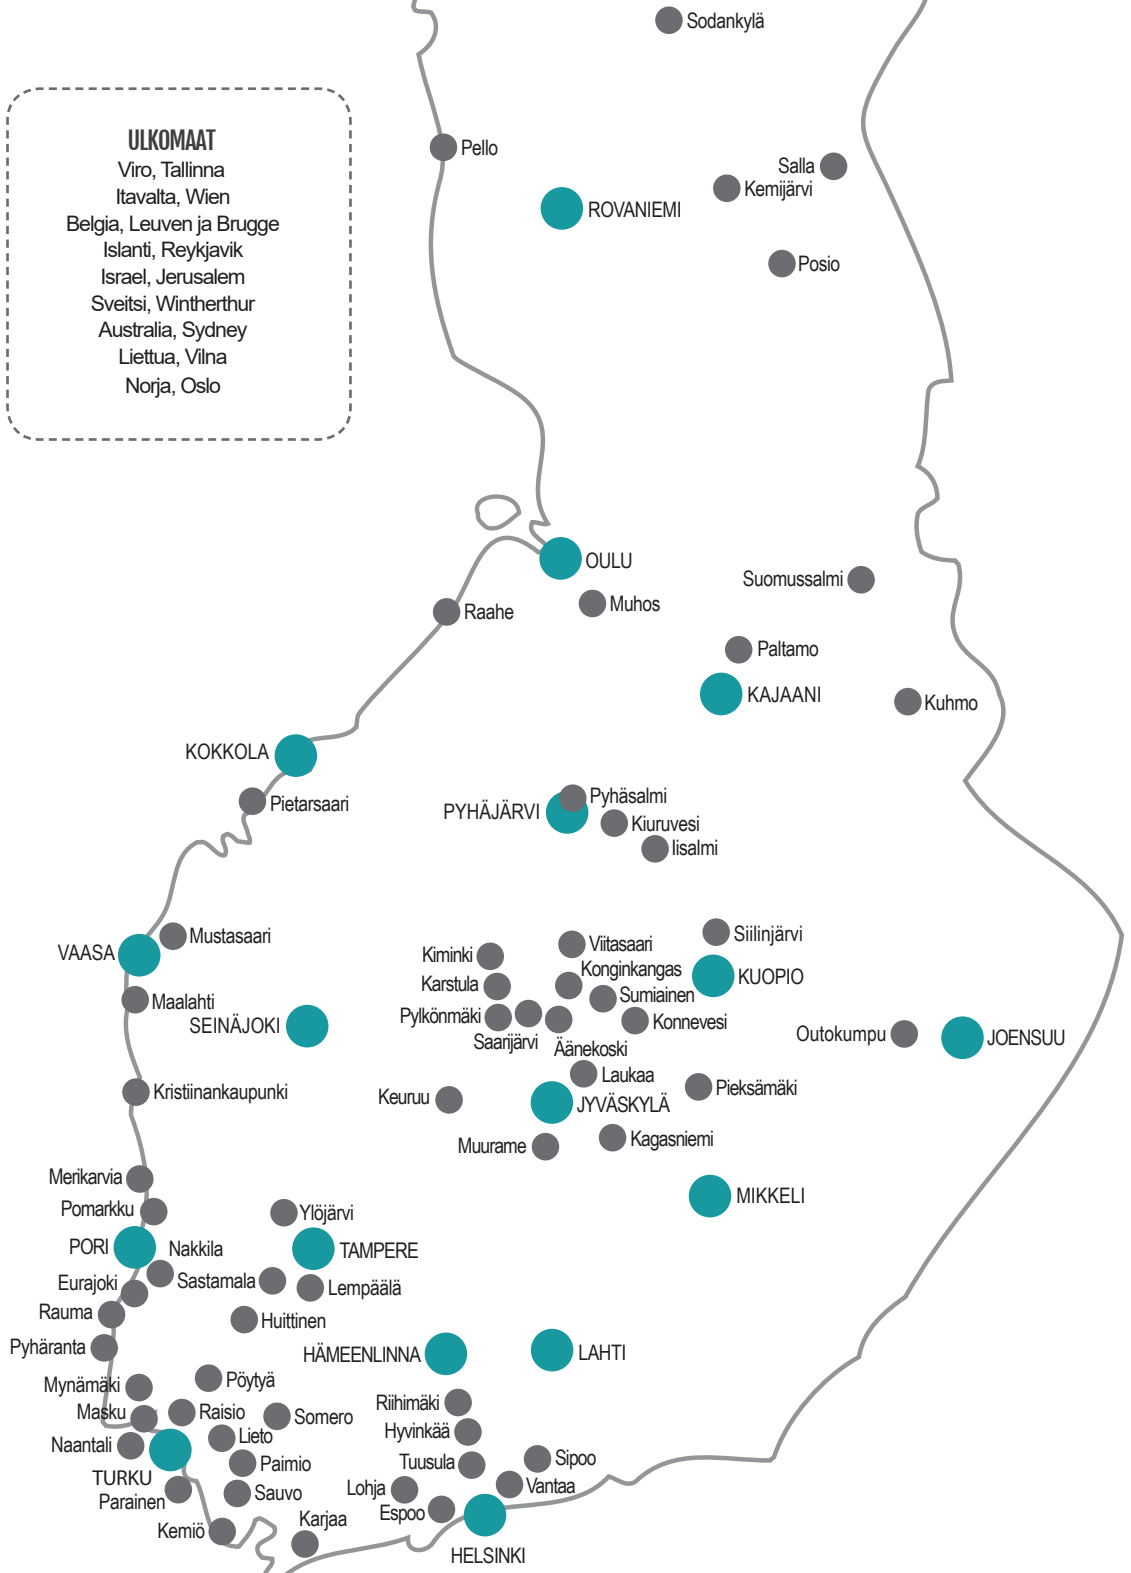 Sodankylä
ULKOMAAT
Viro, Tallinna
Itavalta, Wien
Belgia, Leuven ja Brugge
Islanti, Reykjavik
Israel, Jerusalem
Sveitsi, Wintherthur
Australia, Sydney
Liettua, Vilna
Norja, Oslo
Pello
Salla
Kemijärvi
ROVANIEMI
Posio
OULU
Suomussalmi
Muhos
Raahe
Paltamo
KAJAANI
Kuhmo
KOKKOLA
Pietarsaari
Pyhäsalmi
PYHÄJÄRVI
Kiuruvesi
Iisalmi
Mustasaari
VAASA
Siilinjärvi
Viitasaari
Kiminki
Konginkangas
KUOPIO
Karstula
Sumiainen
Maalahti
Pylkönmäki
Konnevesi
SEINÄJOKI
Saarijärvi
Äänekoski
Outokumpu
JOENSUU
Laukaa
Kristiinankaupunki
Keuruu
JYVÄSKYLÄ
Pieksämäki
Muurame
Kagasniemi
Merikarvia
MIKKELI
Pomarkku
Ylöjärvi
PORI
Nakkila
TAMPERE
Eurajoki
Sastamala
Lempäälä
Rauma
Huittinen
Pyhäranta
HÄMEENLINNA
LAHTI
Mynämäki
Pöytyä
Riihimäki
Masku
Raisio
Somero
Hyvinkää
Naantali
Lieto
Tuusula
Sipoo
Paimio
TURKU
Parainen
Sauvo
Lohja
Vantaa
Espoo
Kemiö
Karjaa
HELSINKI